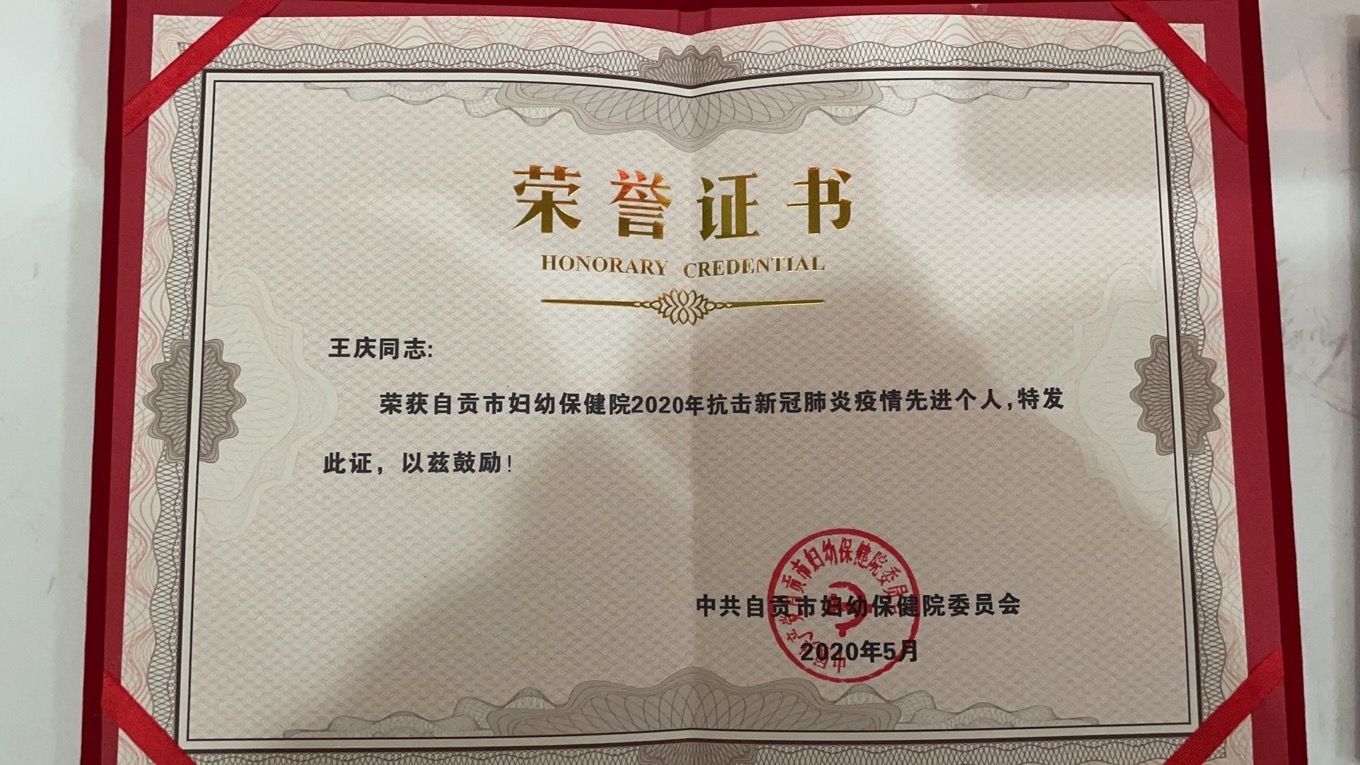 荣誉证书
HONORARY CREDENTIAL
王庆同志:
荣获自贡市妇幼保健院2020年抗击新冠肺炎疫情先进个人,特发
此证，以兹鼓励!
中共自贡市妇幼保健院委员会
2020年5月